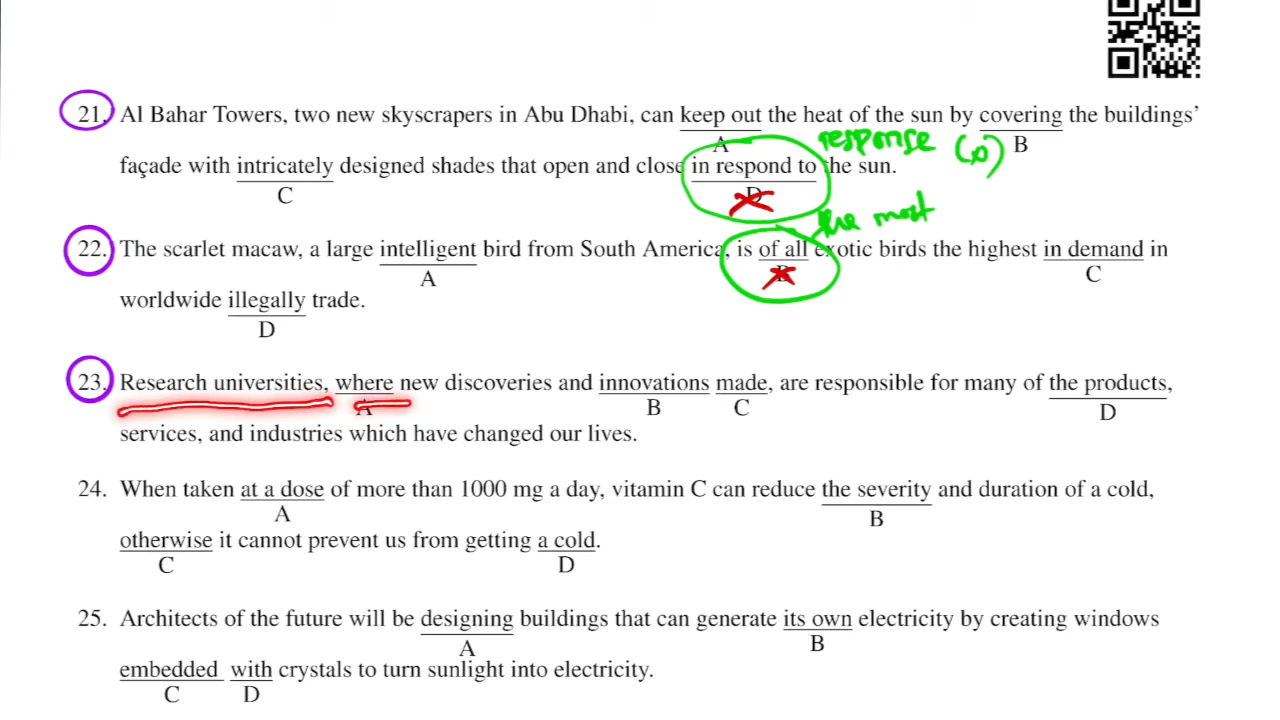 21. Al Bahar Towers, two new skyscrapers in Abu Dhabi, can keep out the heat of the sun by covering the buildings'
A
response (n)
B
façade with intricately designed shades that open and close in respond to the sun.
C
D
the most
22. The scarlet macaw, a large intelligent bird from South America, is of all exotic birds the highest in demand in
A
B
C
worldwide illegally trade.
D
23. Research universities, where new discoveries and innovations made, are responsible for many of the products,
A
B
C
D
services, and industries which have changed our lives.
24. When taken at a dose of more than 1000 mg a day, vitamin C can reduce the severity and duration of a cold,
A
B
otherwise it cannot prevent us from getting a cold.
C
D
25. Architects of the future will be designing buildings that can generate its own electricity by creating windows
A
B
embedded with crystals to turn sunlight into electricity.
C
D